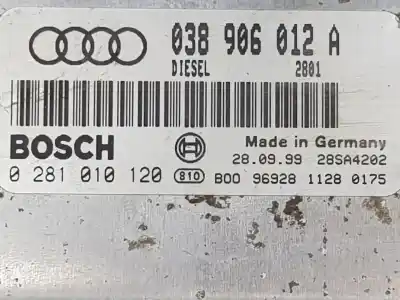 038 906 012 A
DIESEL 2801
BOSCH
Made in Germany
28.09.99 28SA4202
0 281 010 120 810 B00 96928 1128 0175